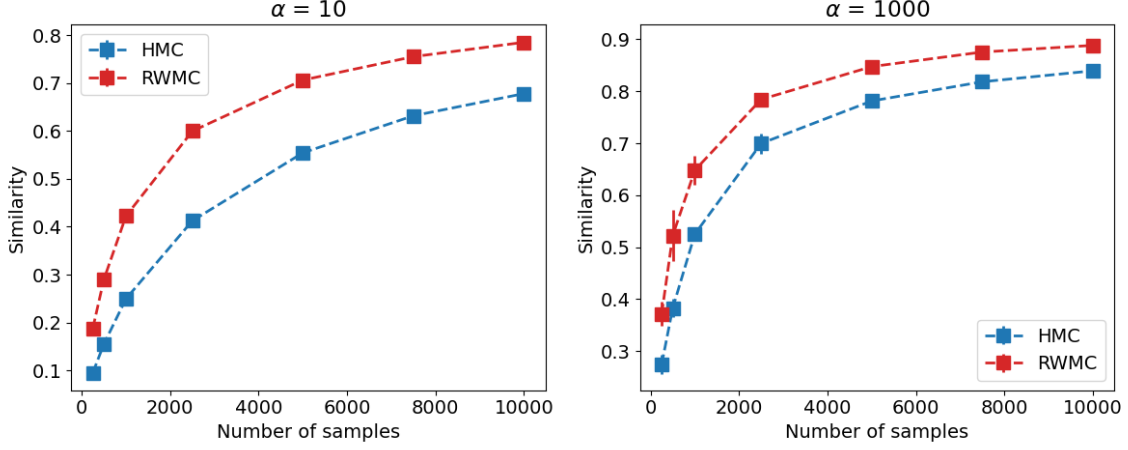 α = 10
HMC
RWMC
0.8
0.7
0.6
0.5
0.4
0.3
0.2
0.1
Similarity
0 2000 4000 6000 8000 10000
Number of samples
α = 1000
0.9
0.8
0.7
0.6
0.5
0.4
0.3
Similarity
HMC
RWMC
0 2000 4000 6000 8000 10000
Number of samples